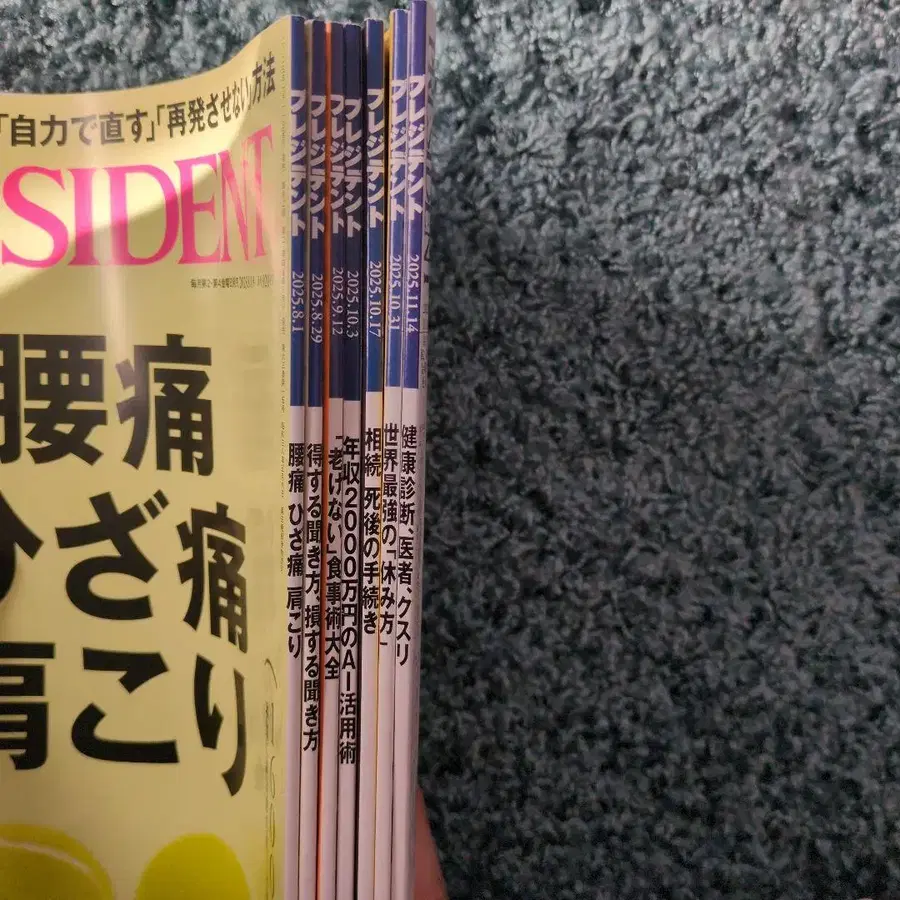 「自力で直す」「再発させない」方法
SIDENT
腰痛
ひざ痛
肩こり
プレジデント 2025.8.1 腰痛 ひざ痛 肩こり
プレジデント 2025.8.29 得する聞き方、損する聞き方
プレジデント 2025.9.12 「老けない」食事術大全
プレジデント 2025.10.3 年収2000万円のAI活用術
プレジデント 2025.10.17 相続 死後の手続き
プレジデント 2025.10.31 世界最強の「休み方」
プレジデント 2025.11.14 健康診断、医者、クスリ